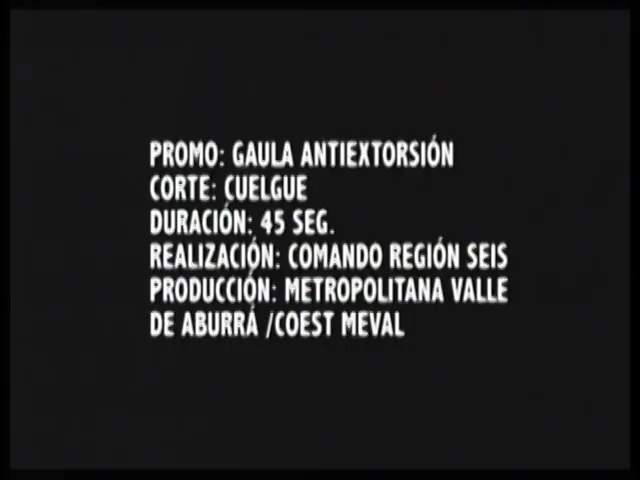 PROMO: GAULA ANTIEXTORSIÓN
CORTE: CUELGUE
DURACIÓN: 45 SEG.
REALIZACIÓN: COMANDO REGIÓN SEIS
PRODUCCIÓN: METROPOLITANA VALLE
DE ABURRÁ /COEST MEVAL